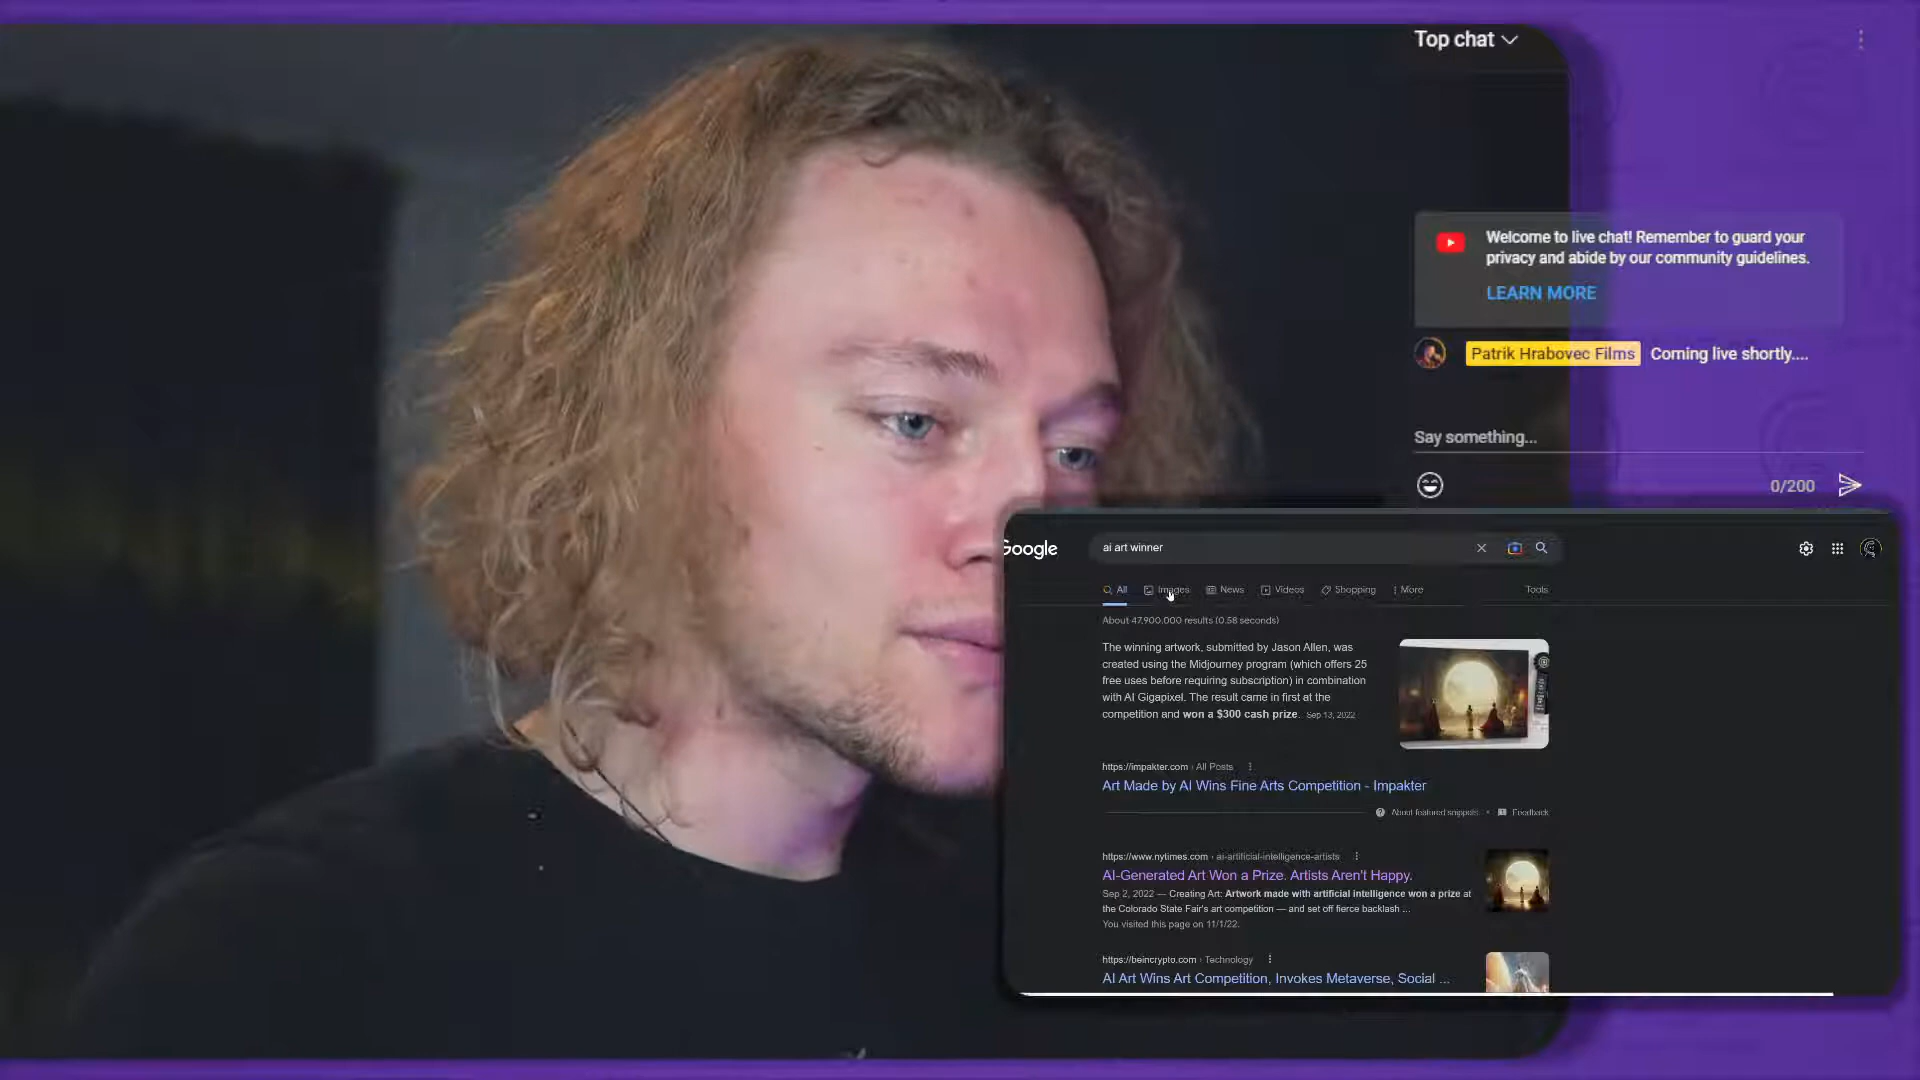 Top chat
Welcome to live chat! Remember to guard your
privacy and abide by our community guidelines.
LEARN MORE
Patrik Hrabovec Films Coming live shortly....
Say something...
0/200
Google
ai art winner
All Images News Videos Shopping More Tools
About 47.900.000 results (0.58 seconds)
The winning artwork, submitted by Jason Allen, was
created using the Midjourney program (which offers 25
free uses before requiring subscription) in combination
with AI Gigapixel. The result came in first at the
competition and won a $300 cash prize. Sep 13, 2022
https://impakter.com › All Posts
Art Made by AI Wins Fine Arts Competition - Impakter
About featured snippets • Feedback
https://www.nytimes.com › ai-artificial-intelligence-artists
AI-Generated Art Won a Prize. Artists Aren't Happy.
Sep 2, 2022 — Creating Art: Artwork made with artificial intelligence won a prize at
the Colorado State Fair's art competition — and set off fierce backlash ...
You visited this page on 11/1/22.
https://beincrypto.com › Technology
AI Art Wins Art Competition, Invokes Metaverse, Social ...